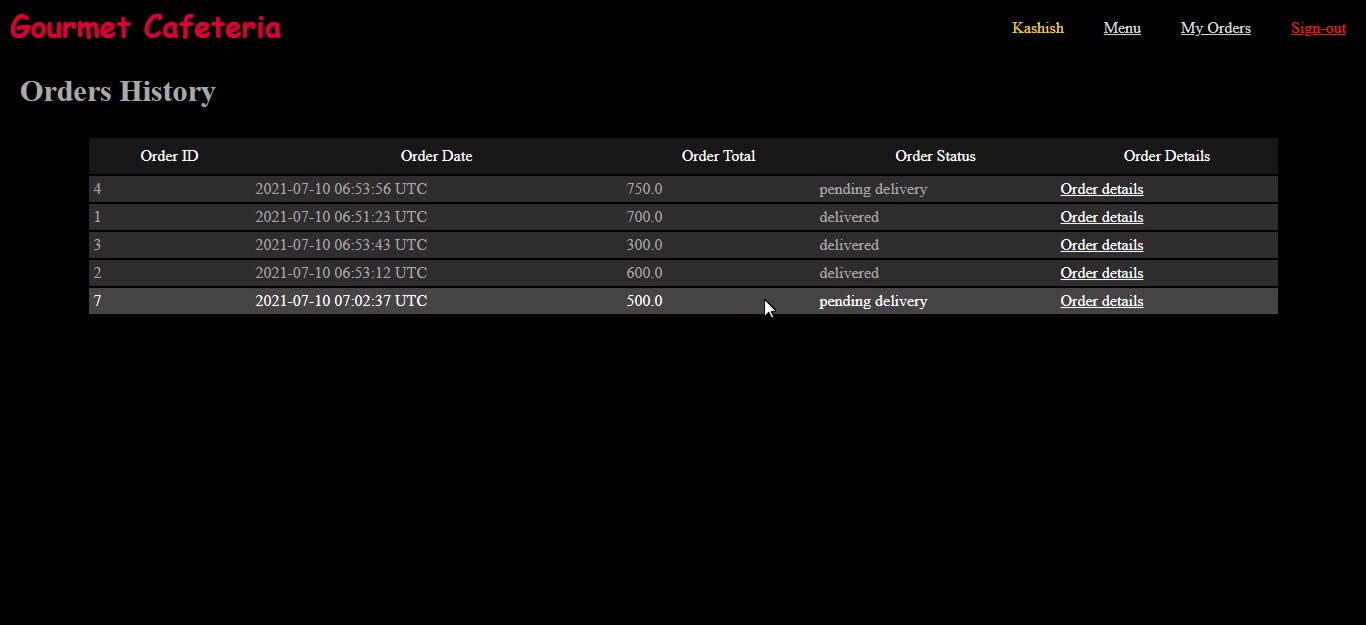 Gourmet Cafeteria Kashish Menu My Orders Sign-out
Orders History
Order ID Order Date Order Total Order Status Order Details
4 2021-07-10 06:53:56 UTC 750.0 pending delivery Order details
1 2021-07-10 06:51:23 UTC 700.0 delivered Order details
3 2021-07-10 06:53:43 UTC 300.0 delivered Order details
2 2021-07-10 06:53:12 UTC 600.0 delivered Order details
7 2021-07-10 07:02:37 UTC 500.0 pending delivery Order details